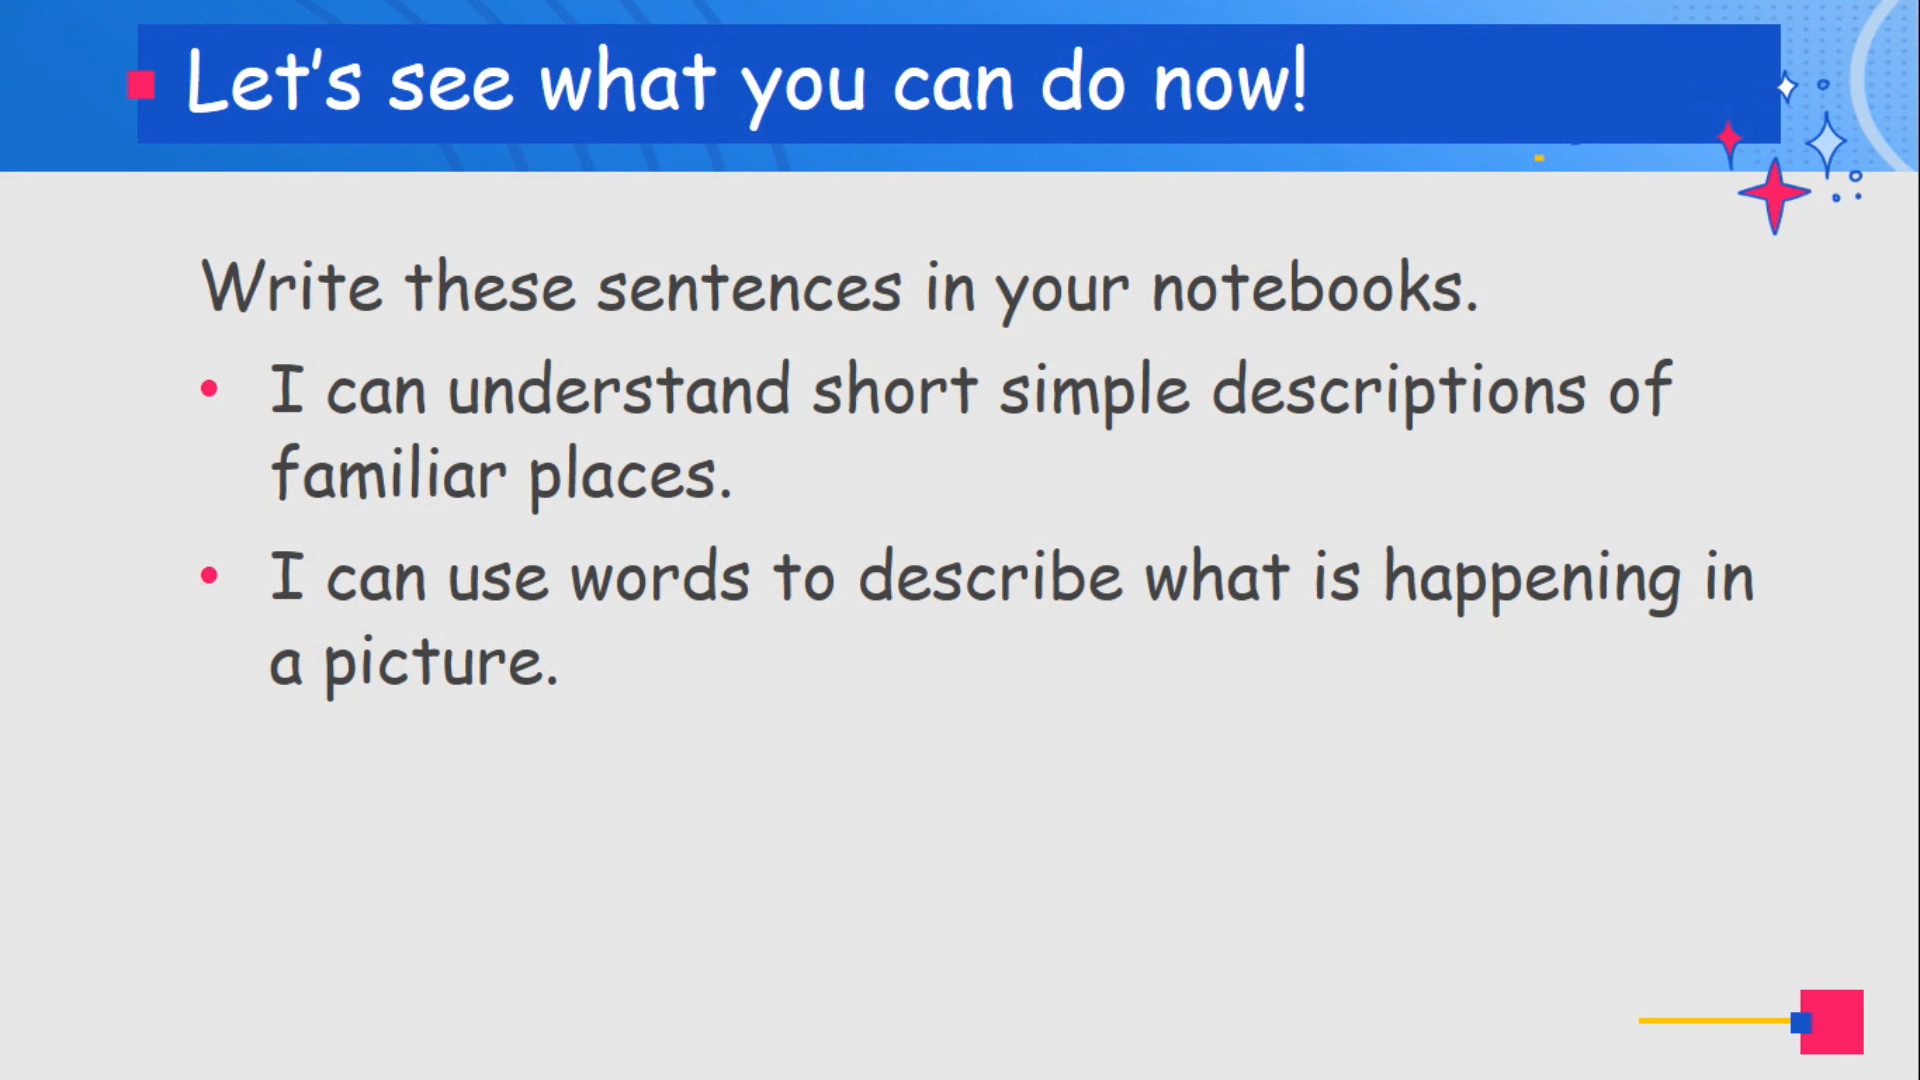 Let's see what you can do now!
Write these sentences in your notebooks.
• I can understand short simple descriptions of
familiar places.
• I can use words to describe what is happening in
a picture.